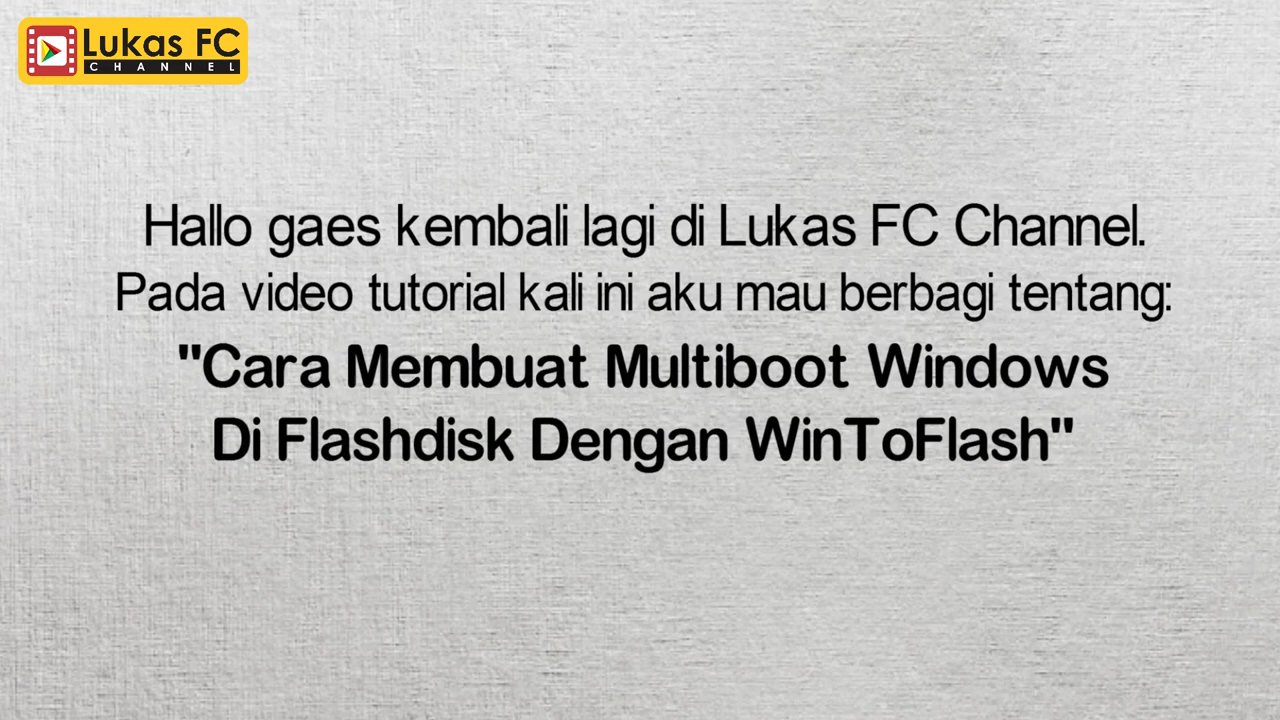 Lukas FC
CHANNEL
Hallo gaes kembali lagi di Lukas FC Channel.
Pada video tutorial kali ini aku mau berbagi tentang:
"Cara Membuat Multiboot Windows
Di Flashdisk Dengan WinToFlash"